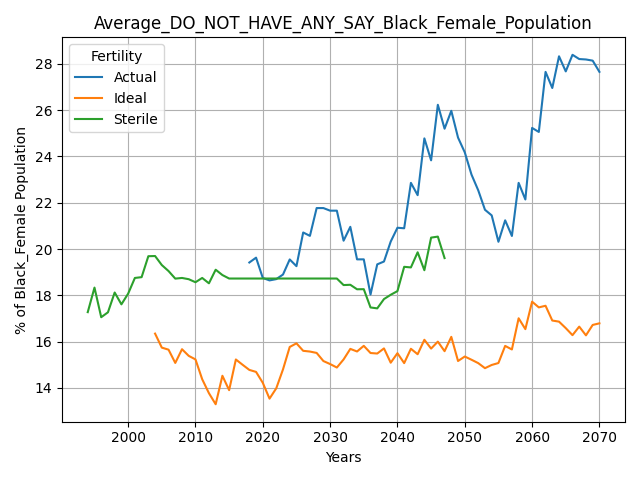 Average_DO_NOT_HAVE_ANY_SAY_Black_Female_Population
Fertility
Actual
Ideal
Sterile
% of Black_Female Population
28
26
24
22
20
18
16
14
2000 2010 2020 2030 2040 2050 2060 2070
Years